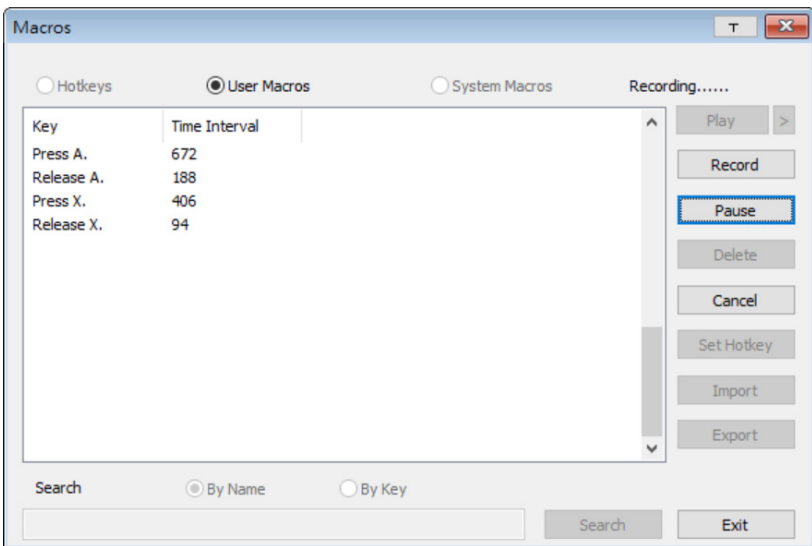 Macros
T
Hotkeys User Macros System Macros Recording......
Key Time Interval
Press A. 672
Release A. 188
Press X. 406
Release X. 94
Play >
Record
Pause
Delete
Cancel
Set Hotkey
Import
Export
Search By Name By Key
Search Exit